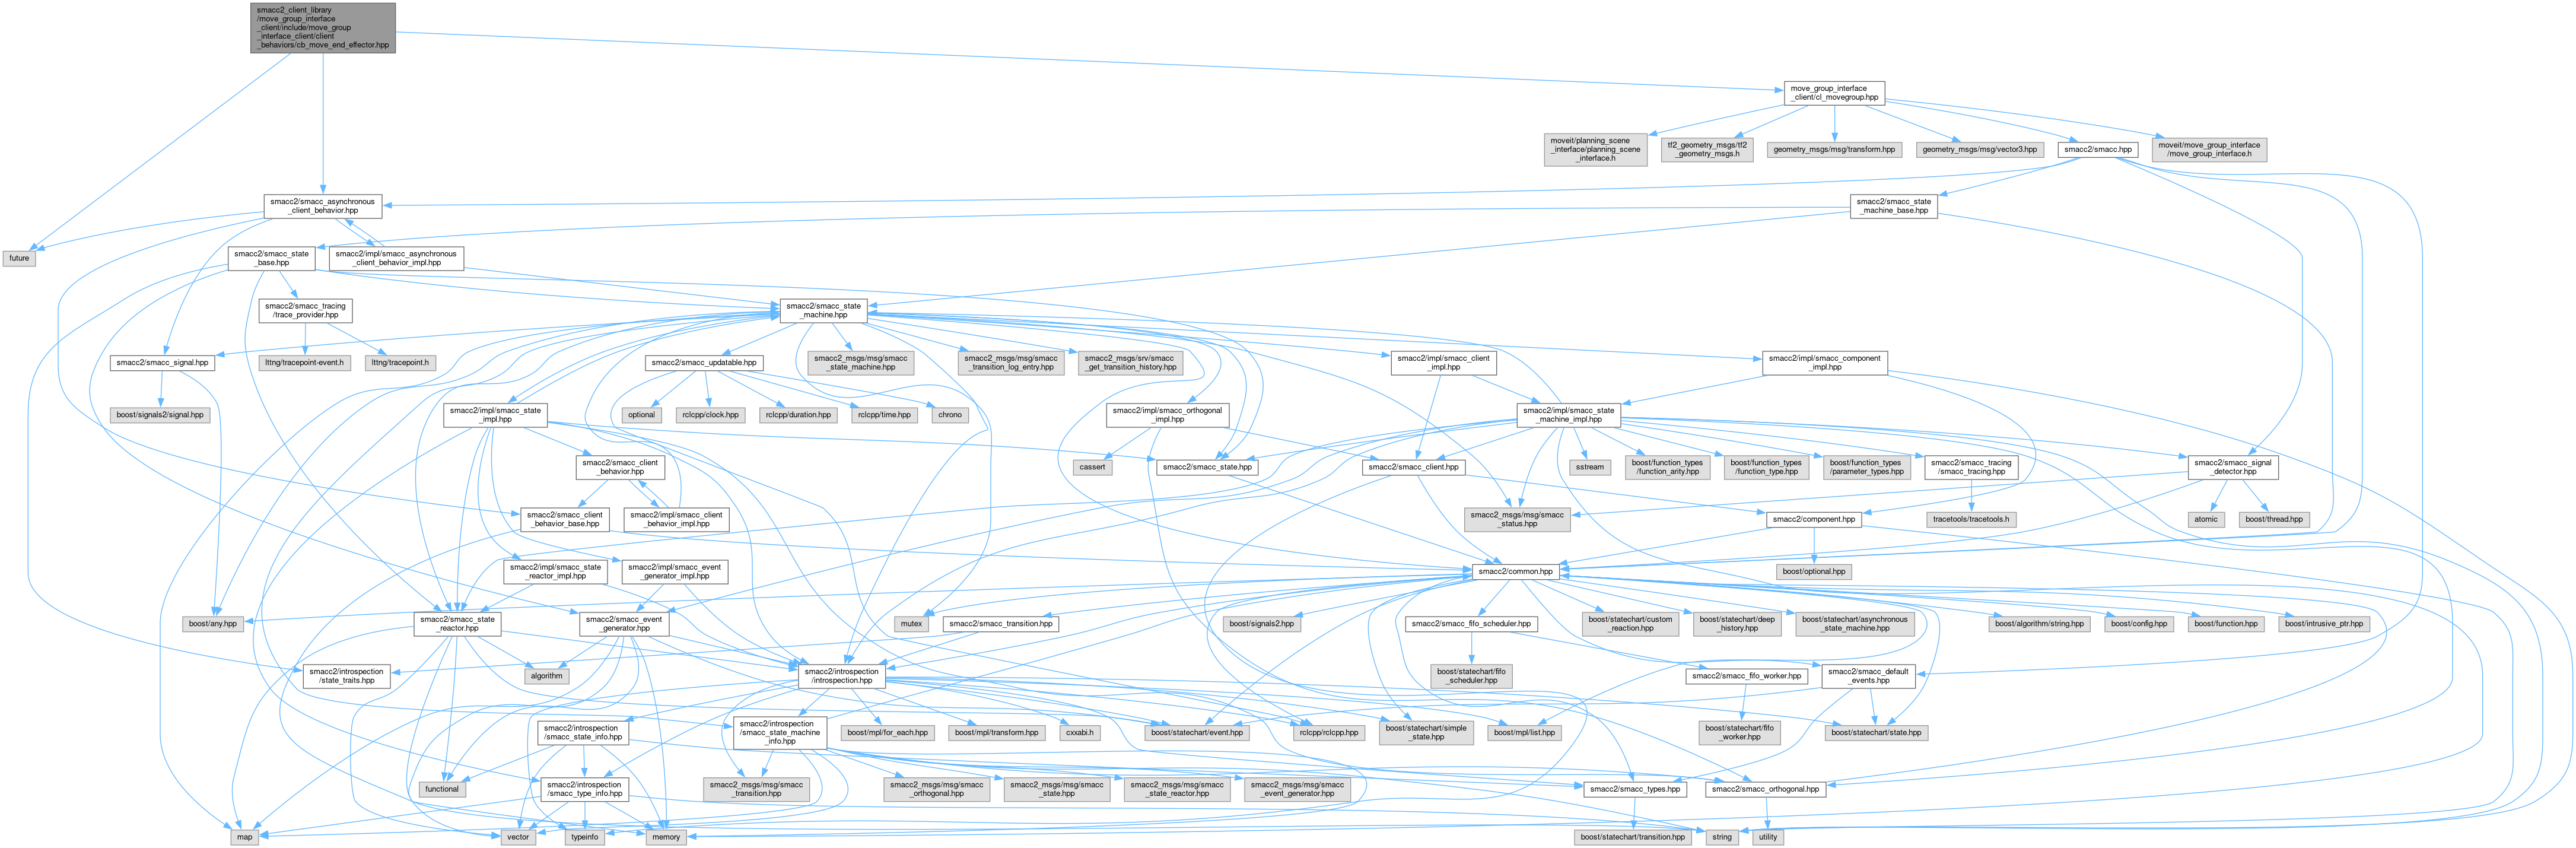 smacc2_client_library
/move_group_interface
_client/include/move_group
_interface_client/client
_behaviors/cb_move_end_effector.hpp
move_group_interface
_client/cl_movegroup.hpp
moveit/planning_scene
_interface/planning_scene
_interface.h
tf2_geometry_msgs/tf2
_geometry_msgs.h
geometry_msgs/msg/transform.hpp
geometry_msgs/msg/vector3.hpp
smacc2/smacc.hpp
moveit/move_group_interface
/move_group_interface.h
smacc2/smacc_asynchronous
_client_behavior.hpp
smacc2/smacc_state
_machine_base.hpp
future
smacc2/smacc_state
_base.hpp
smacc2/impl/smacc_asynchronous
_client_behavior_impl.hpp
smacc2/smacc_tracing
/trace_provider.hpp
smacc2/smacc_state
_machine.hpp
smacc2/smacc_signal.hpp
lttng/tracepoint-event.h
lttng/tracepoint.h
smacc2/smacc_updatable.hpp
smacc2_msgs/msg/smacc
_state_machine.hpp
smacc2_msgs/msg/smacc
_transition_log_entry.hpp
smacc2_msgs/srv/smacc
_get_transition_history.hpp
smacc2/impl/smacc_client
_impl.hpp
smacc2/impl/smacc_component
_impl.hpp
boost/signals2/signal.hpp
smacc2/impl/smacc_state
_impl.hpp
optional
rclcpp/clock.hpp
rclcpp/duration.hpp
rclcpp/time.hpp
chrono
smacc2/impl/smacc_orthogonal
_impl.hpp
smacc2/impl/smacc_state
_machine_impl.hpp
smacc2/smacc_client
_behavior.hpp
cassert
smacc2/smacc_state.hpp
smacc2/smacc_client.hpp
sstream
boost/function_types
/function_arity.hpp
boost/function_types
/function_type.hpp
boost/function_types
/parameter_types.hpp
smacc2/smacc_tracing
/smacc_tracing.hpp
smacc2/smacc_signal
_detector.hpp
smacc2/smacc_client
_behavior_base.hpp
smacc2/impl/smacc_client
_behavior_impl.hpp
smacc2_msgs/msg/smacc
_status.hpp
smacc2/component.hpp
tracetools/tracetools.h
atomic
boost/thread.hpp
smacc2/impl/smacc_state
_reactor_impl.hpp
smacc2/impl/smacc_event
_generator_impl.hpp
smacc2/common.hpp
boost/optional.hpp
boost/any.hpp
smacc2/smacc_state
_reactor.hpp
smacc2/smacc_event
_generator.hpp
mutex
smacc2/smacc_transition.hpp
boost/signals2.hpp
smacc2/smacc_fifo_scheduler.hpp
boost/statechart/custom
_reaction.hpp
boost/statechart/deep
_history.hpp
boost/statechart/asynchronous
_state_machine.hpp
boost/algorithm/string.hpp
boost/config.hpp
boost/function.hpp
boost/intrusive_ptr.hpp
smacc2/introspection
/state_traits.hpp
algorithm
smacc2/introspection
/introspection.hpp
boost/statechart/fifo
_scheduler.hpp
smacc2/smacc_fifo_worker.hpp
smacc2/smacc_default
_events.hpp
smacc2/introspection
/smacc_state_info.hpp
smacc2/introspection
/smacc_state_machine
_info.hpp
boost/mpl/for_each.hpp
boost/mpl/transform.hpp
cxxabi.h
boost/statechart/event.hpp
rclcpp/rclcpp.hpp
boost/statechart/simple
_state.hpp
boost/mpl/list.hpp
boost/statechart/fifo
_worker.hpp
boost/statechart/state.hpp
functional
smacc2/introspection
/smacc_type_info.hpp
smacc2_msgs/msg/smacc
_transition.hpp
smacc2_msgs/msg/smacc
_orthogonal.hpp
smacc2_msgs/msg/smacc
_state.hpp
smacc2_msgs/msg/smacc
_state_reactor.hpp
smacc2_msgs/msg/smacc
_event_generator.hpp
smacc2/smacc_types.hpp
smacc2/smacc_orthogonal.hpp
map
vector
typeinfo
memory
boost/statechart/transition.hpp
string
utility